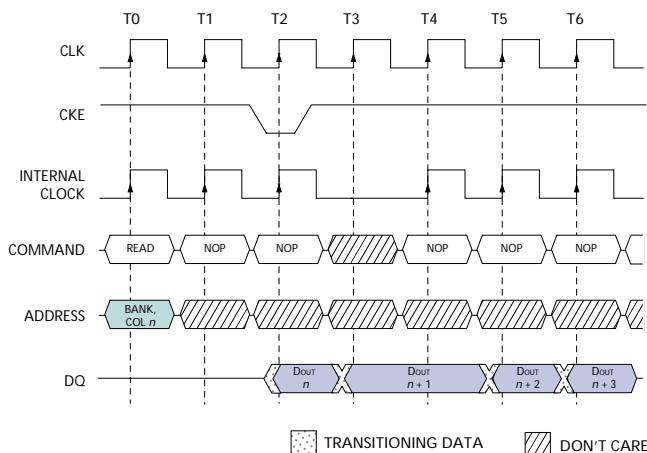 T0 T1 T2 T3 T4 T5 T6
CLK
CKE
INTERNAL
CLOCK
COMMAND READ NOP NOP NOP NOP NOP
ADDRESS BANK,
COL n
DQ DOUT DOUT DOUT DOUT
n n + 1 n + 2 n + 3
TRANSITIONING DATA DON'T CARE